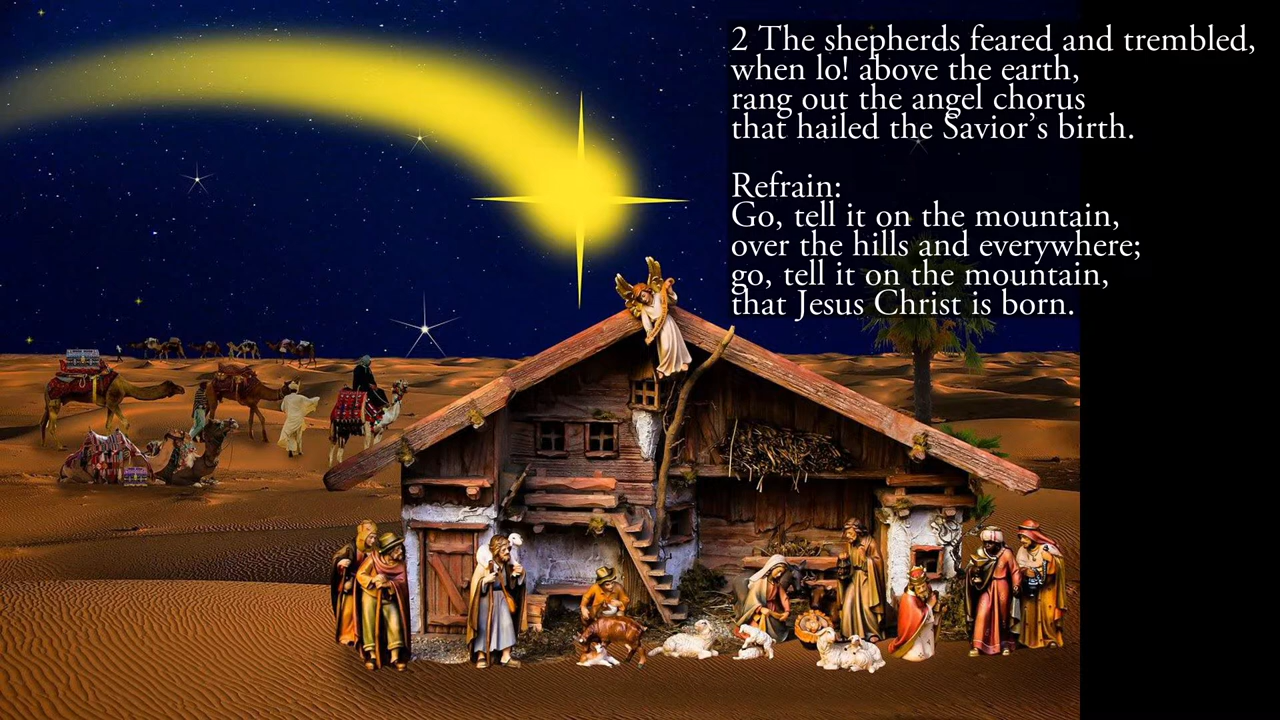 2 The shepherds feared and trembled,
when lo! above the earth,
rang out the angel chorus
that hailed the Savior's birth.
Refrain:
Go, tell it on the mountain,
over the hills and everywhere;
go, tell it on the mountain,
that Jesus Christ is born.